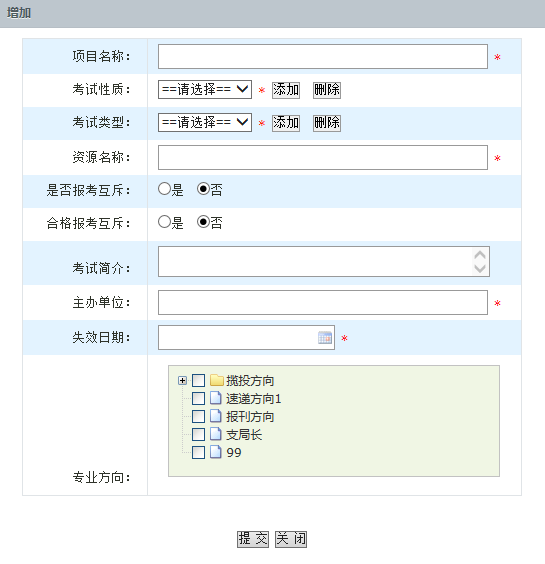 增加
项目名称： *
考试性质： ==请选择== * 添加 删除
考试类型： ==请选择== * 添加 删除
资源名称： *
是否报考互斥： 是 否
合格报考互斥： 是 否
考试简介：
主办单位： *
失效日期： *
揽投方向
速递方向1
报刊方向
支局长
99
专业方向：
提 交 关 闭